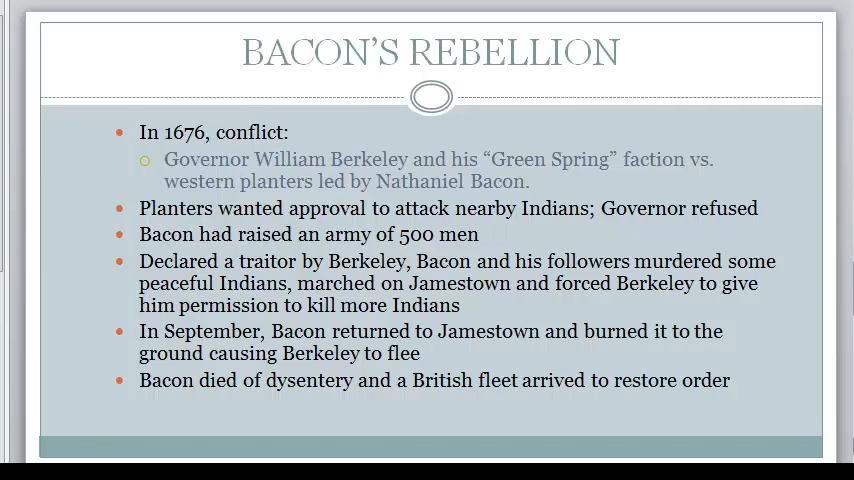 BACON’S REBELLION
In 1676, conflict:
Governor William Berkeley and his “Green Spring” faction vs.
western planters led by Nathaniel Bacon.
Planters wanted approval to attack nearby Indians; Governor refused
Bacon had raised an army of 500 men
Declared a traitor by Berkeley, Bacon and his followers murdered some
peaceful Indians, marched on Jamestown and forced Berkeley to give
him permission to kill more Indians
In September, Bacon returned to Jamestown and burned it to the
ground causing Berkeley to flee
Bacon died of dysentery and a British fleet arrived to restore order